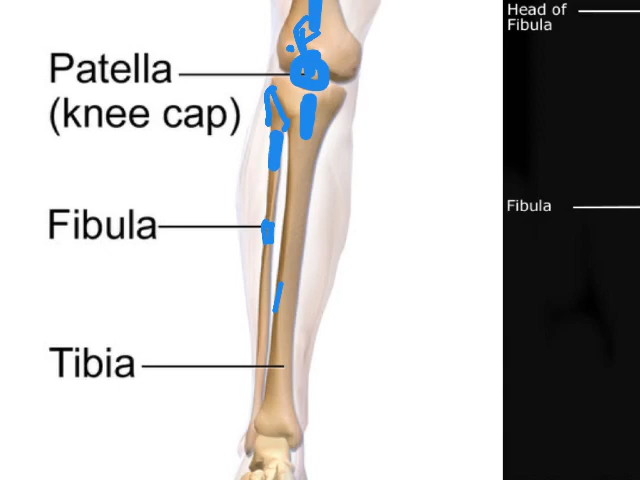 Patella
(knee cap)
Fibula
Tibia
Head of
Fibula
Fibula